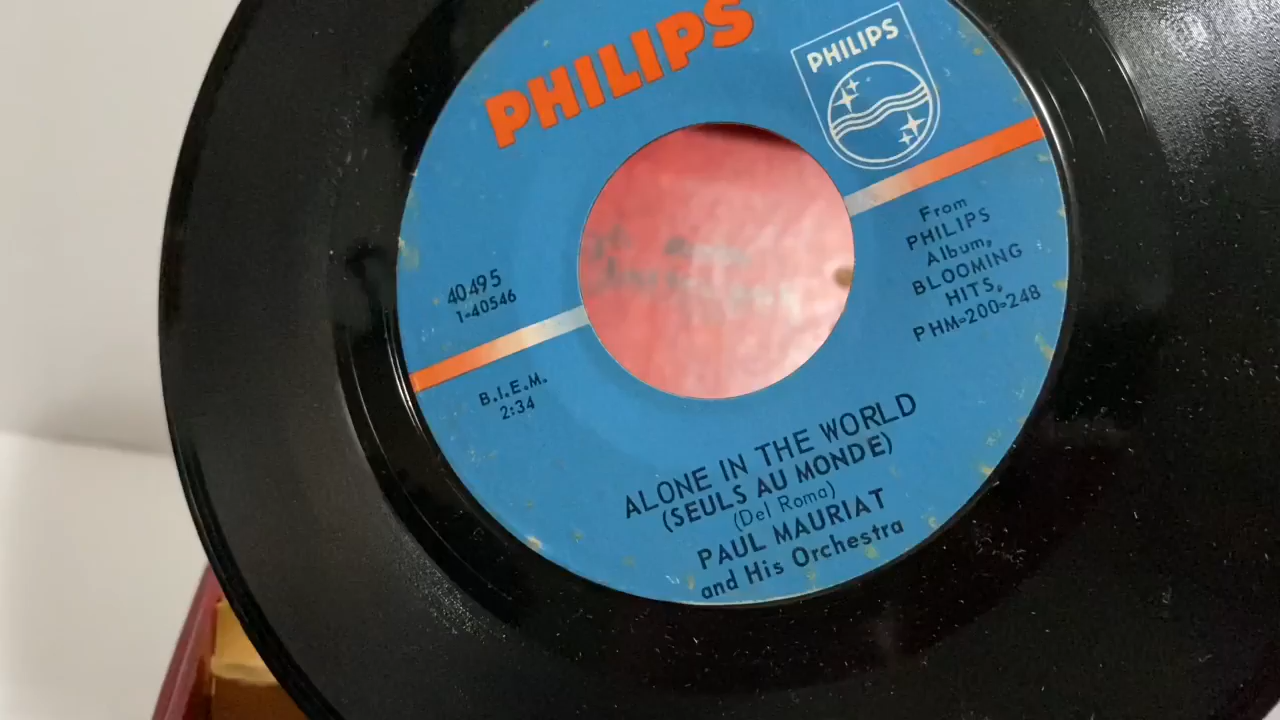 PHILIPS
PHILIPS
From
PHILIPS
Album,
BLOOMING
HITS,
PHM-200-248
40495
1-40546
B.I.E.M.
2:34
ALONE IN THE WORLD
(SEULS AU MONDE)
(Del Roma)
PAUL MAURIAT
and His Orchestra